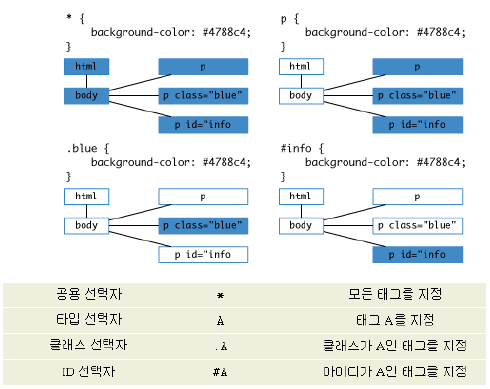 * {
background-color: #4788c4;
}
html
body
p
p class="blue"
p id="info
p {
background-color: #4788c4;
}
html
body
p
p class="blue"
p id="info
.blue {
background-color: #4788c4;
}
html
body
p
p class="blue"
p id="info
#info {
background-color: #4788c4;
}
html
body
p
p class="blue"
p id="info
공용 선택자 * 모든 태그을 지정
타입 선택자 A 태그 A을 지정
클래스 선택자 .A 클래스가 A인 태그을 지정
ID 선택자 #A 아이디가 A인 태그을 지정